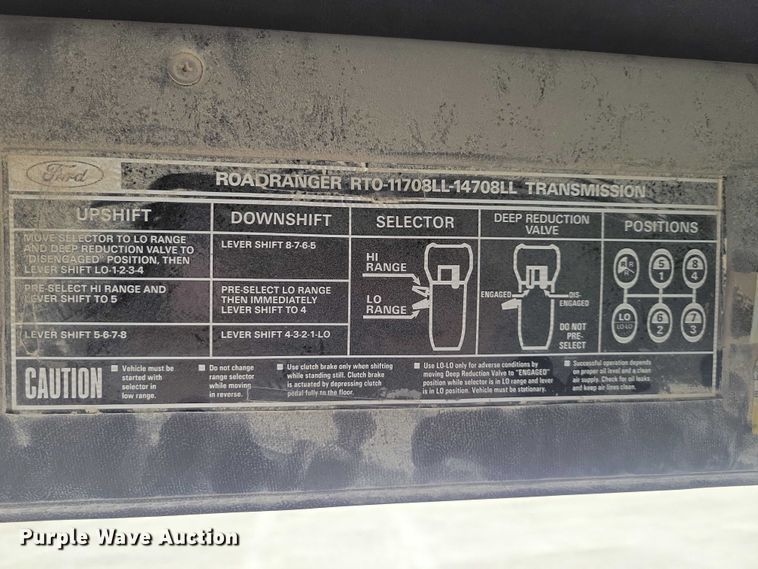 Ford
ROADRANGER RTO-11708LL-14708LL TRANSMISSION
UPSHIFT
MOVE SELECTOR TO LO RANGE
AND DEEP REDUCTION VALVE TO
"DISENGAGED" POSITION, THEN
LEVER SHIFT LO-1-2-3-4
PRE-SELECT HI RANGE AND
LEVER SHIFT TO 5
LEVER SHIFT 5-6-7-8
DOWNSHIFT
LEVER SHIFT 8-7-6-5
PRE-SELECT LO RANGE
THEN IMMEDIATELY
LEVER SHIFT TO 4
LEVER SHIFT 4-3-2-1-LO
SELECTOR
HI
RANGE
LO
RANGE
DEEP REDUCTION
VALVE
ENGAGED
DIS-
ENGAGED
DO NOT
PRE-
SELECT
POSITIONS
R
R
5
1
8
4
LO
LO-LO
6
2
7
3
CAUTION
Vehicle must be
started with
selector in
low range.
Do not change
range selector
while moving
in reverse.
Use clutch brake only when shifting
while standing still. Clutch brake
is actuated by depressing clutch
pedal fully to the floor.
Use LO-LO only for adverse conditions by
moving Deep Reduction Valve to "ENGAGED"
position while selector is in LO range and lever
is in LO position. Vehicle must be stationary.
Successful operation depends
on proper oil level and a clean
air supply. Check for oil leaks
and keep air lines clean.
Purple Wave Auction